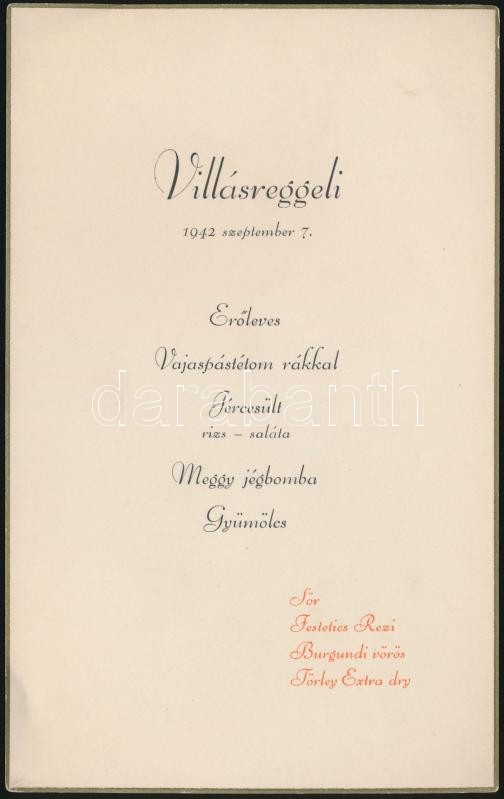 Villásreggeli
1942 szeptember 7.
Erőleves
Vajaspástétom rákkal
darabanth
Fércesült
rizs – saláta
Meggy jégbomba
Gyümölcs
Sör
Festetics Rezi
Burgundi vörös
Törley Extra dry